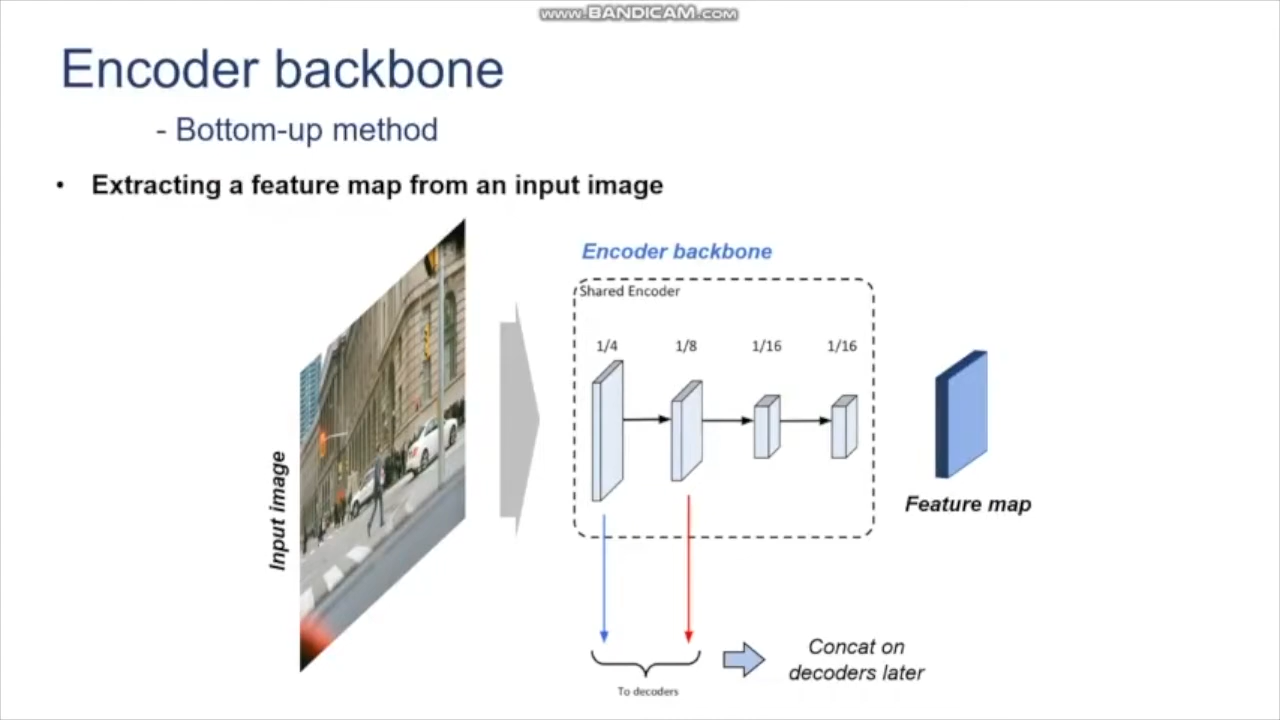 www.BANDICAM.com
Encoder backbone
- Bottom-up method
• Extracting a feature map from an input image
Encoder backbone
Shared Encoder
1/4
1/8
1/16
1/16
Input image
Feature map
To decoders
Concat on
decoders later